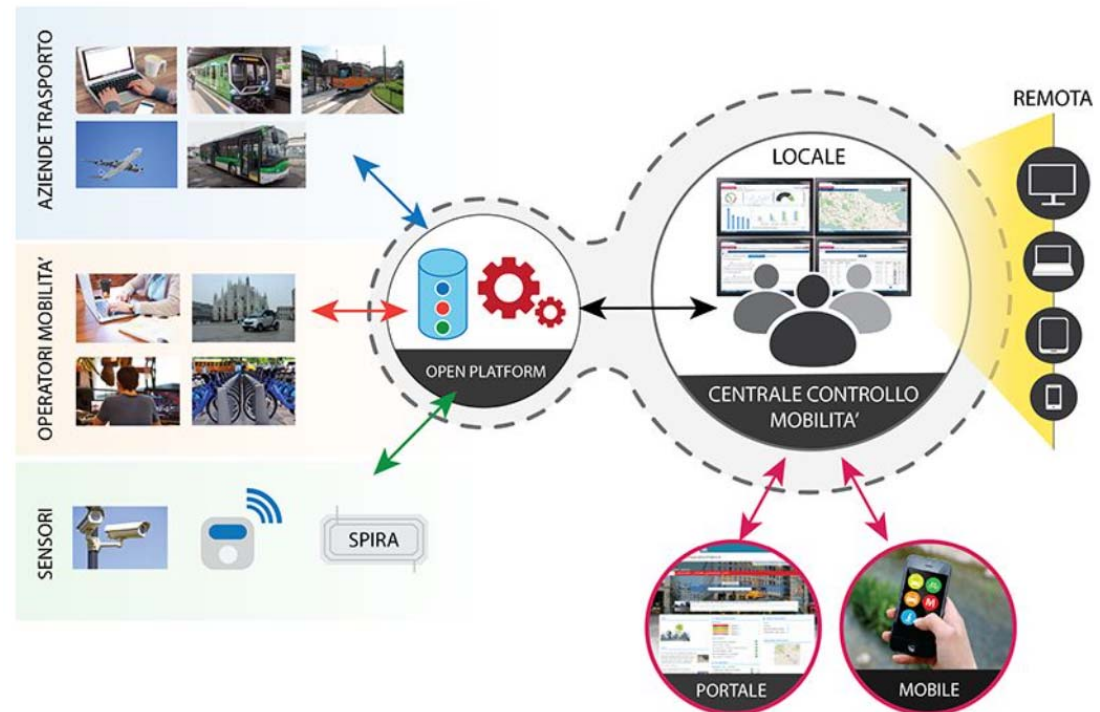 AZIENDE TRASPORTO
OPERATORI MOBILITA'
SENSORI
SPIRA
OPEN PLATFORM
LOCALE
CENTRALE CONTROLLO
MOBILITA'
REMOTA
PORTALE
MOBILE
M